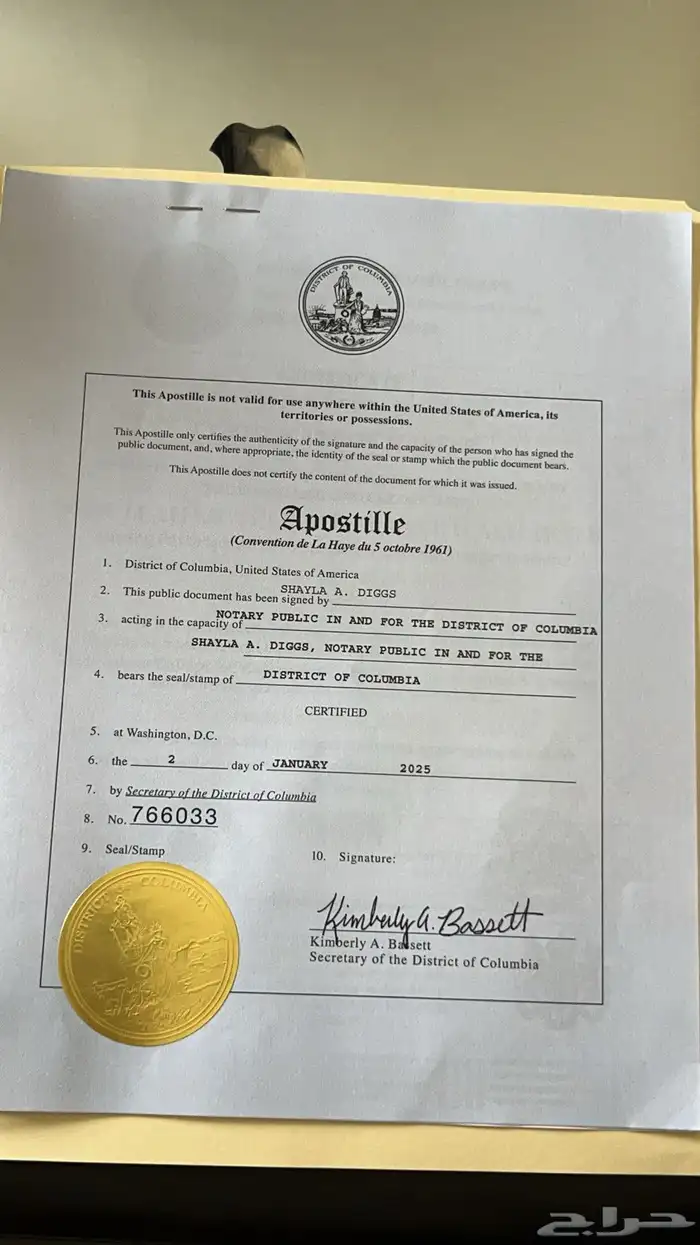 DISTRICT OF COLUMBIA
This Apostille is not valid for use anywhere within the United States of America, its
territories or possessions.
This Apostille only certifies the authenticity of the signature and the capacity of the person who has signed the
public document, and, where appropriate, the identity of the seal or stamp which the public document bears.
This Apostille does not certify the content of the document for which it was issued.
Apostille
(Convention de La Haye du 5 octobre 1961)
1. District of Columbia, United States of America
2. This public document has been signed by SHAYLA A. DIGGS
3. acting in the capacity of NOTARY PUBLIC IN AND FOR THE DISTRICT OF COLUMBIA
SHAYLA A. DIGGS, NOTARY PUBLIC IN AND FOR THE
4. bears the seal/stamp of DISTRICT OF COLUMBIA
CERTIFIED
5. at Washington, D.C.
6. the 2 day of JANUARY 2025
7. by Secretary of the District of Columbia
8. No. 766033
9. Seal/Stamp
10. Signature:
DISTRICT OF COLUMBIA
Kimberly A. Bassett
Kimberly A. Bassett
Secretary of the District of Columbia
حراج